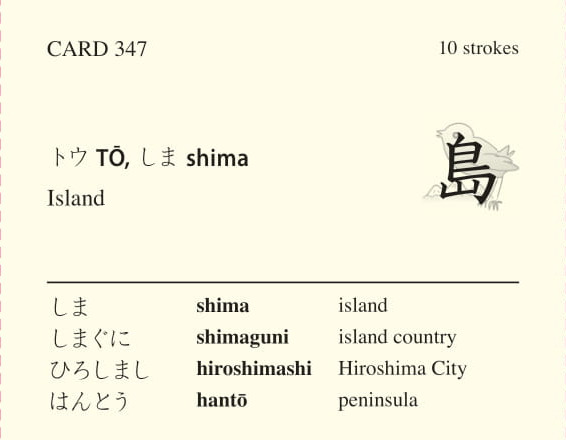 CARD 347 10 strokes
トウ TŌ, しま shima
Island
島
しま shima island
しまぐに shimaguni island country
ひろしまし hiroshimashi Hiroshima City
はんとう hantō peninsula